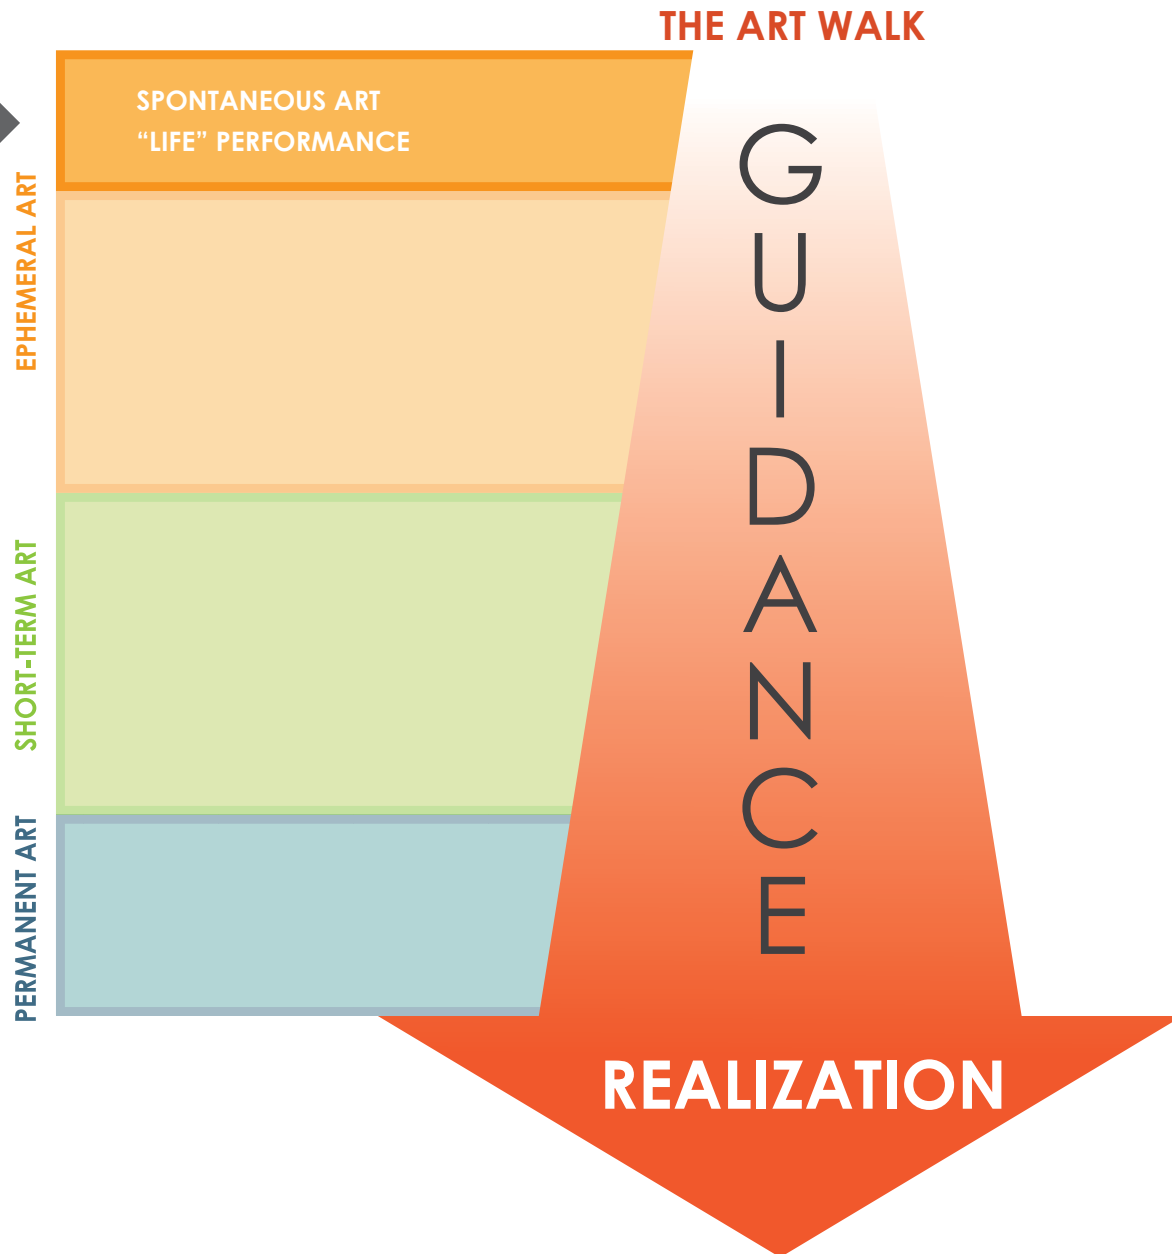 THE ART WALK
SPONTANEOUS ART
“LIFE” PERFORMANCE
EPHEMERAL ART
SHORT-TERM ART
PERMANENT ART
GUIDANCE
REALIZATION